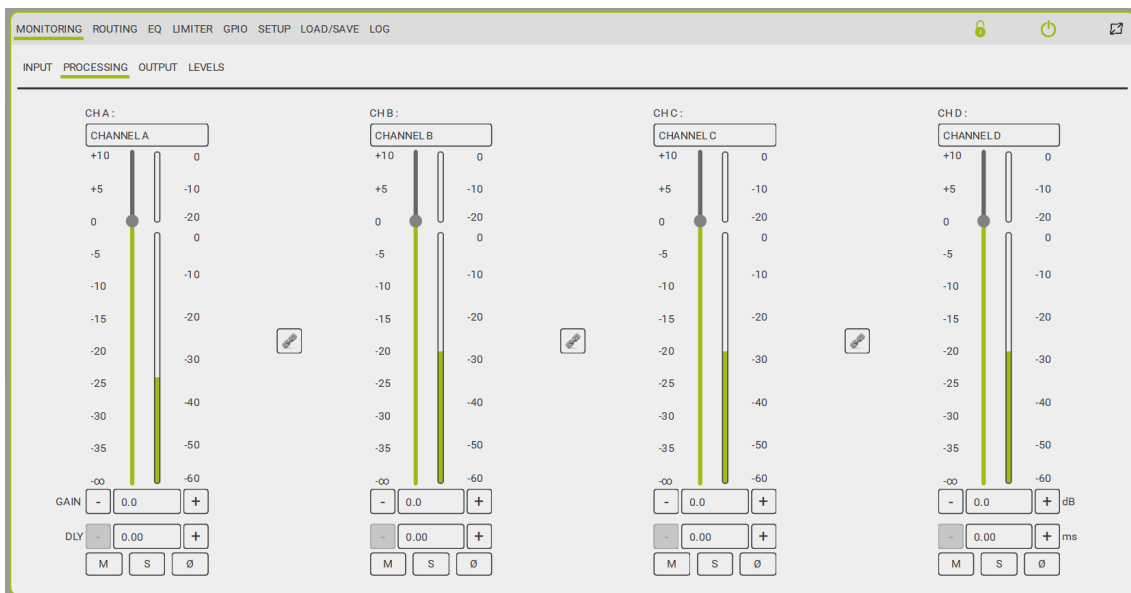 MONITORING ROUTING EQ LIMITER GPIO SETUP LOAD/SAVE LOG
INPUT PROCESSING OUTPUT LEVELS
CH A : CH B : CH C : CH D :
CHANNEL A CHANNEL B CHANNEL C CHANNEL D
+10 0 +10 0 +10 0 +10 0
+5 -10 +5 -10 +5 -10 +5 -10
0 -20 0 -20 0 -20 0 -20
0 0 0 0
-5 -5 -5 -5
-10 -10 -10 -10
-10 -10 -10 -10
-15 -20 -15 -20 -15 -20 -15 -20
-20 -30 -20 -30 -20 -30 -20 -30
-25 -25 -25 -25
-40 -40 -40 -40
-30 -30 -30 -30
-35 -50 -35 -50 -35 -50 -35 -50
-∞ -60 -∞ -60 -∞ -60 -∞ -60
GAIN - 0.0 + - 0.0 + - 0.0 + - 0.0 + dB
DLY - 0.00 + - 0.00 + - 0.00 + - 0.00 + ms
M S Ø M S Ø M S Ø M S Ø